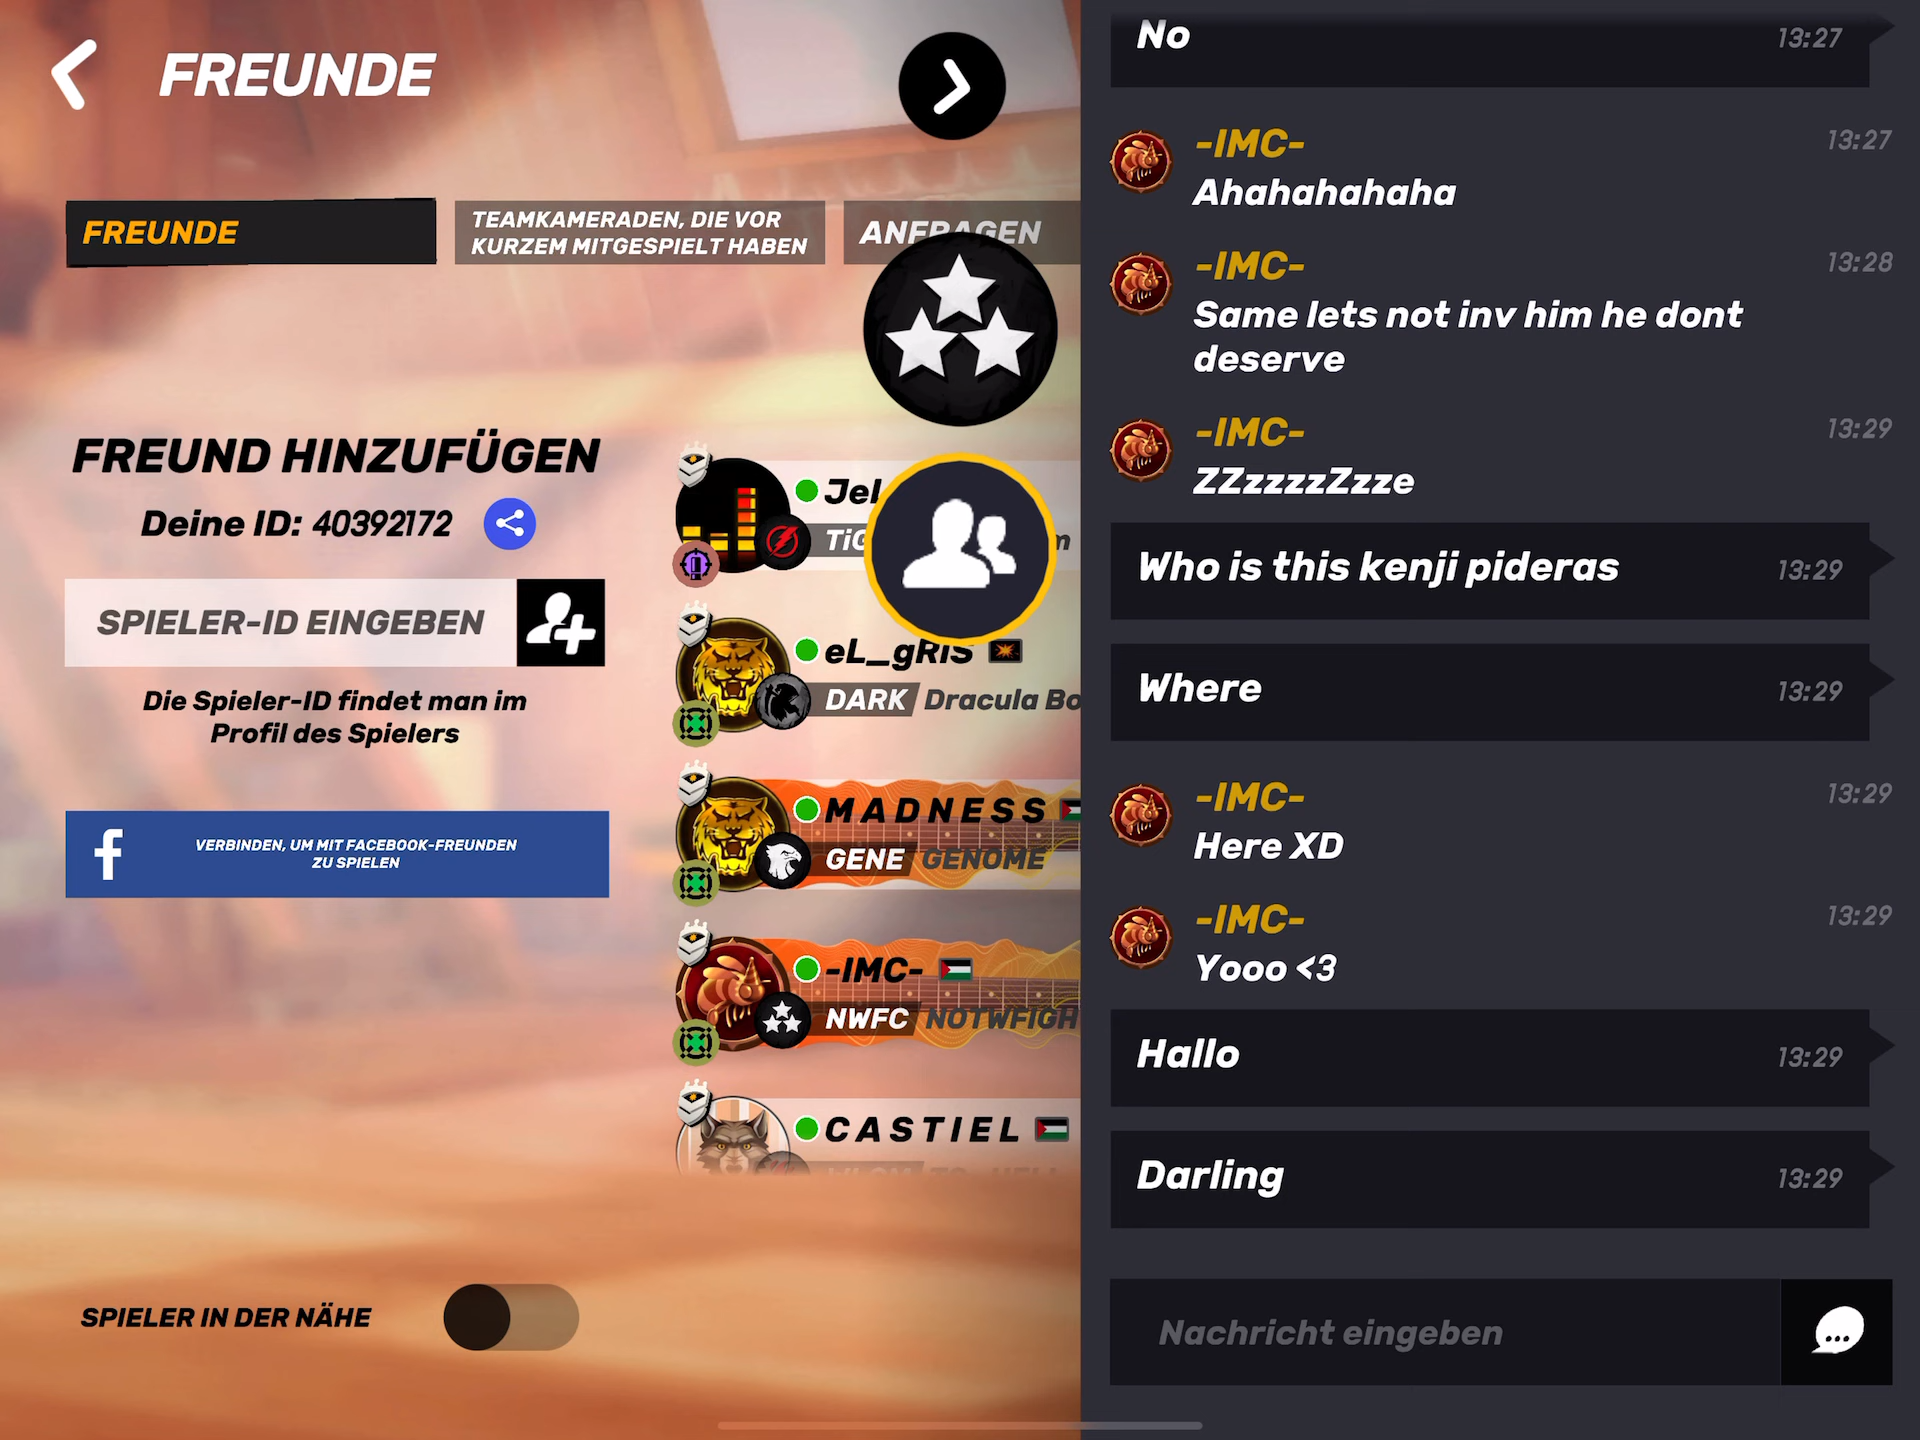 FREUNDE
FREUNDE
TEAMKAMERADEN, DIE VOR
KURZEM MITGESPIELT HABEN
ANFRAGEN
FREUND HINZUFÜGEN
Deine ID: 40392172
SPIELER-ID EINGEBEN
Die Spieler-ID findet man im
Profil des Spielers
f
VERBINDEN, UM MIT FACEBOOK-FREUNDEN
ZU SPIELEN
SPIELER IN DER NÄHE
eL_gRiS
DARK Dracula Bo
MADNESS
GENE GENOME
-IMC-
NWFC NOTWFIGH
CASTIEL
No 13:27
-IMC- 13:27
Ahahahahaha
-IMC- 13:28
Same lets not inv him he dont
deserve
-IMC- 13:29
ZZzzzzZzze
Who is this kenji pideras 13:29
Where 13:29
-IMC- 13:29
Here XD
-IMC- 13:29
Yooo <3
Hallo 13:29
Darling 13:29
Nachricht eingeben